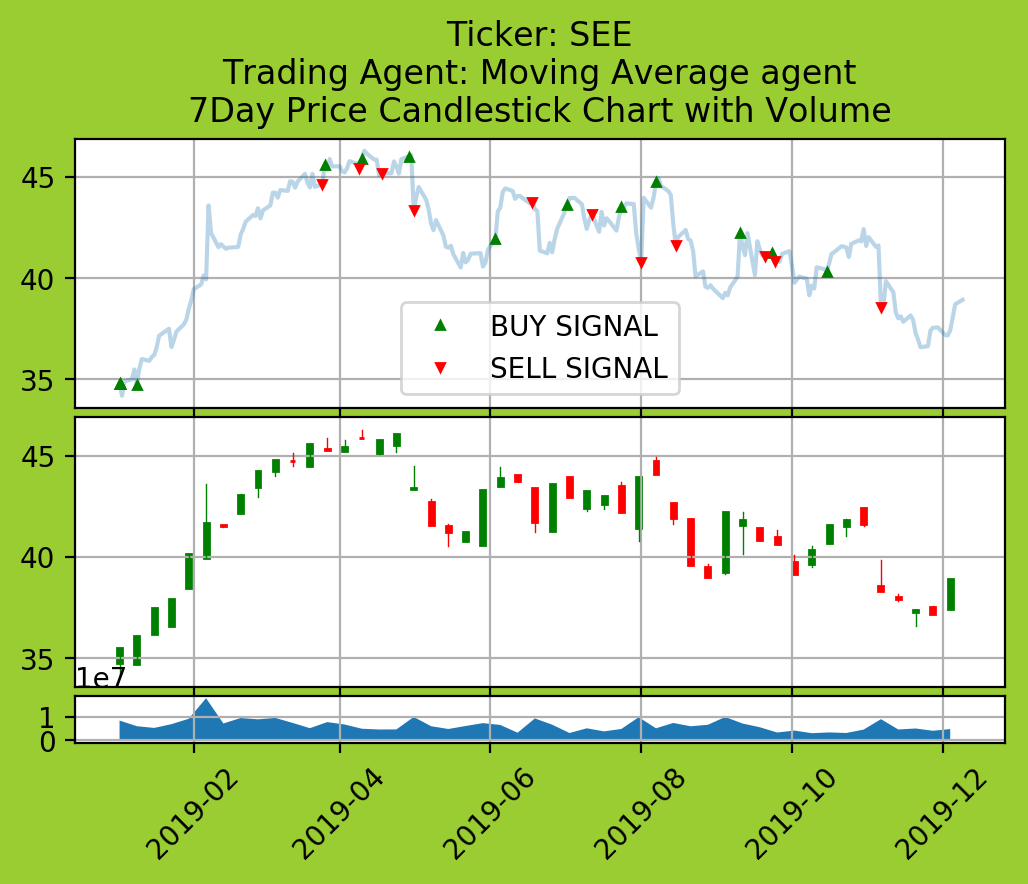 Ticker: SEE
Trading Agent: Moving Average agent
7Day Price Candlestick Chart with Volume
45
40
35
BUY SIGNAL
SELL SIGNAL
45
40
35
1e7
1
0
2019-02
2019-04
2019-06
2019-08
2019-10
2019-12